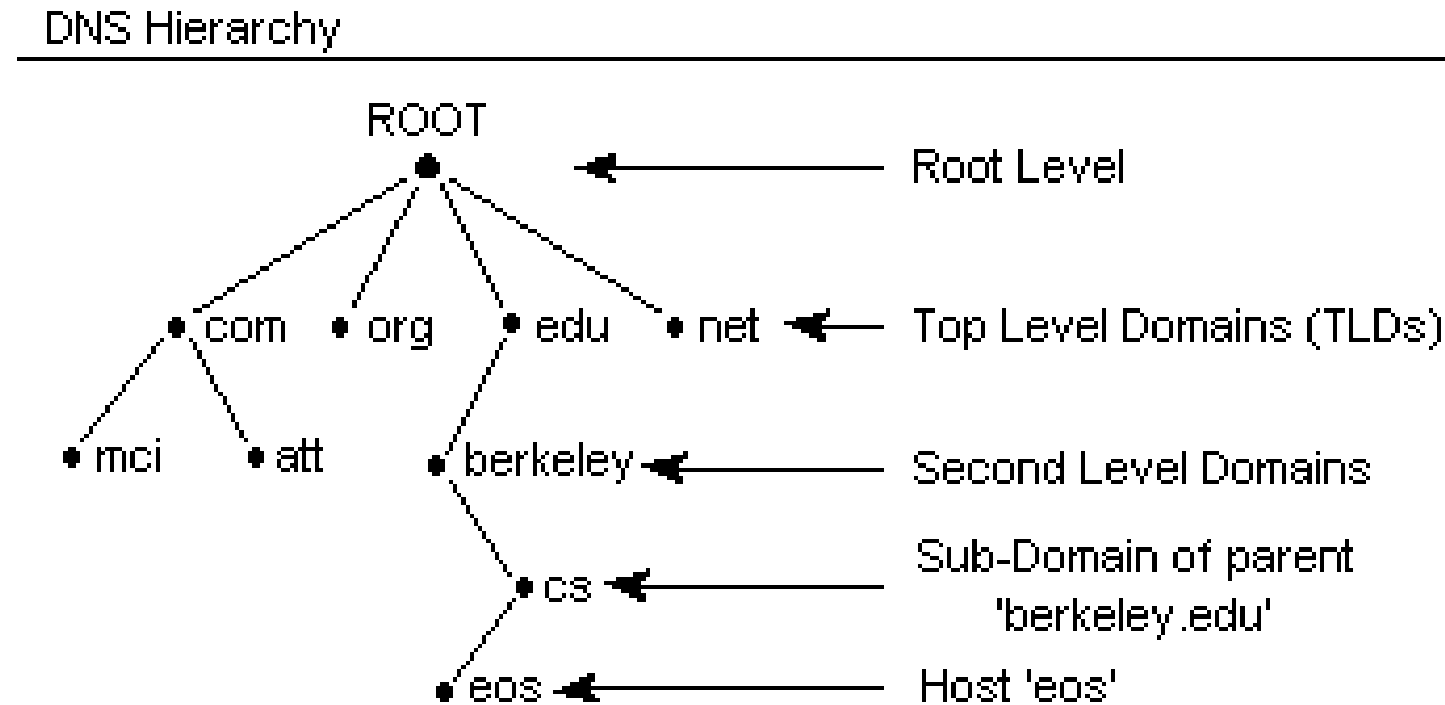 DNS Hierarchy
ROOT
Root Level
com org edu net Top Level Domains (TLDs)
mci att berkeley Second Level Domains
cs Sub-Domain of parent
'berkeley.edu'
eos Host 'eos'